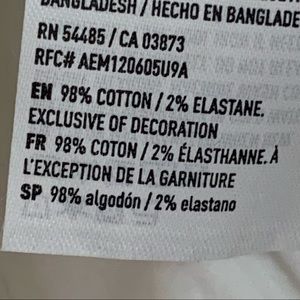 BANGLADESH / HECHO EN BANGLADE
RN 54485 / CA 03873
RFC# AEM120605U9A
EN 98% COTTON / 2% ELASTANE.
EXCLUSIVE OF DECORATION
FR 98% COTON / 2% ÉLASTHANNE. À
L'EXCEPTION DE LA GARNITURE
SP 98% algodón / 2% elastano